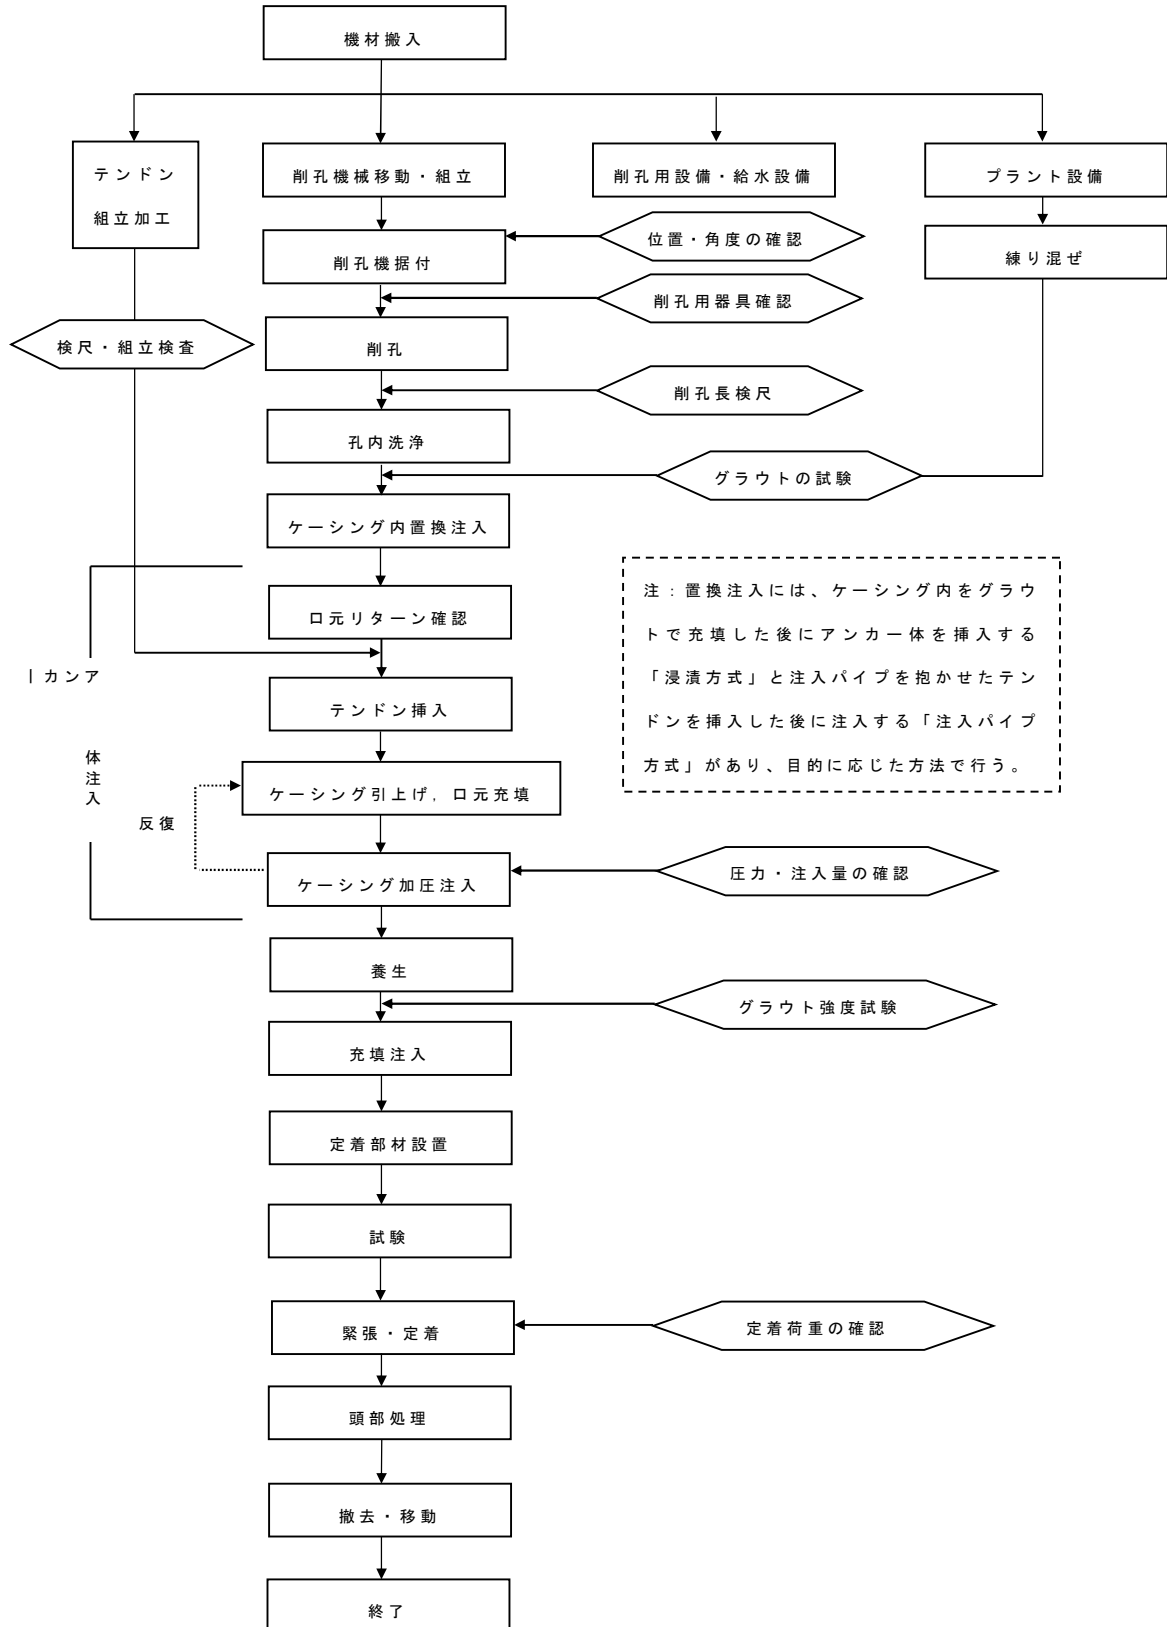 機材搬入
テンドン
組立加工
削孔機械移動・組立
削孔用設備・給水設備
プラント設備
位置・角度の確認
練り混ぜ
削孔機据付
削孔用器具確認
検尺・組立検査
削孔
削孔長検尺
孔内洗浄
グラウトの試験
ケーシング内置換注入
口元リターン確認
注：置換注入には、ケーシング内をグラウ
トで充填した後にアンカー体を挿入する
「浸漬方式」と注入パイプを抱かせたテン
ドンを挿入した後に注入する「注入パイプ
方式」があり、目的に応じた方法で行う。
｜カンア
体注入
テンドン挿入
ケーシング引上げ，口元充填
反復
ケーシング加圧注入
圧力・注入量の確認
養生
グラウト強度試験
充填注入
定着部材設置
試験
緊張・定着
定着荷重の確認
頭部処理
撤去・移動
終了